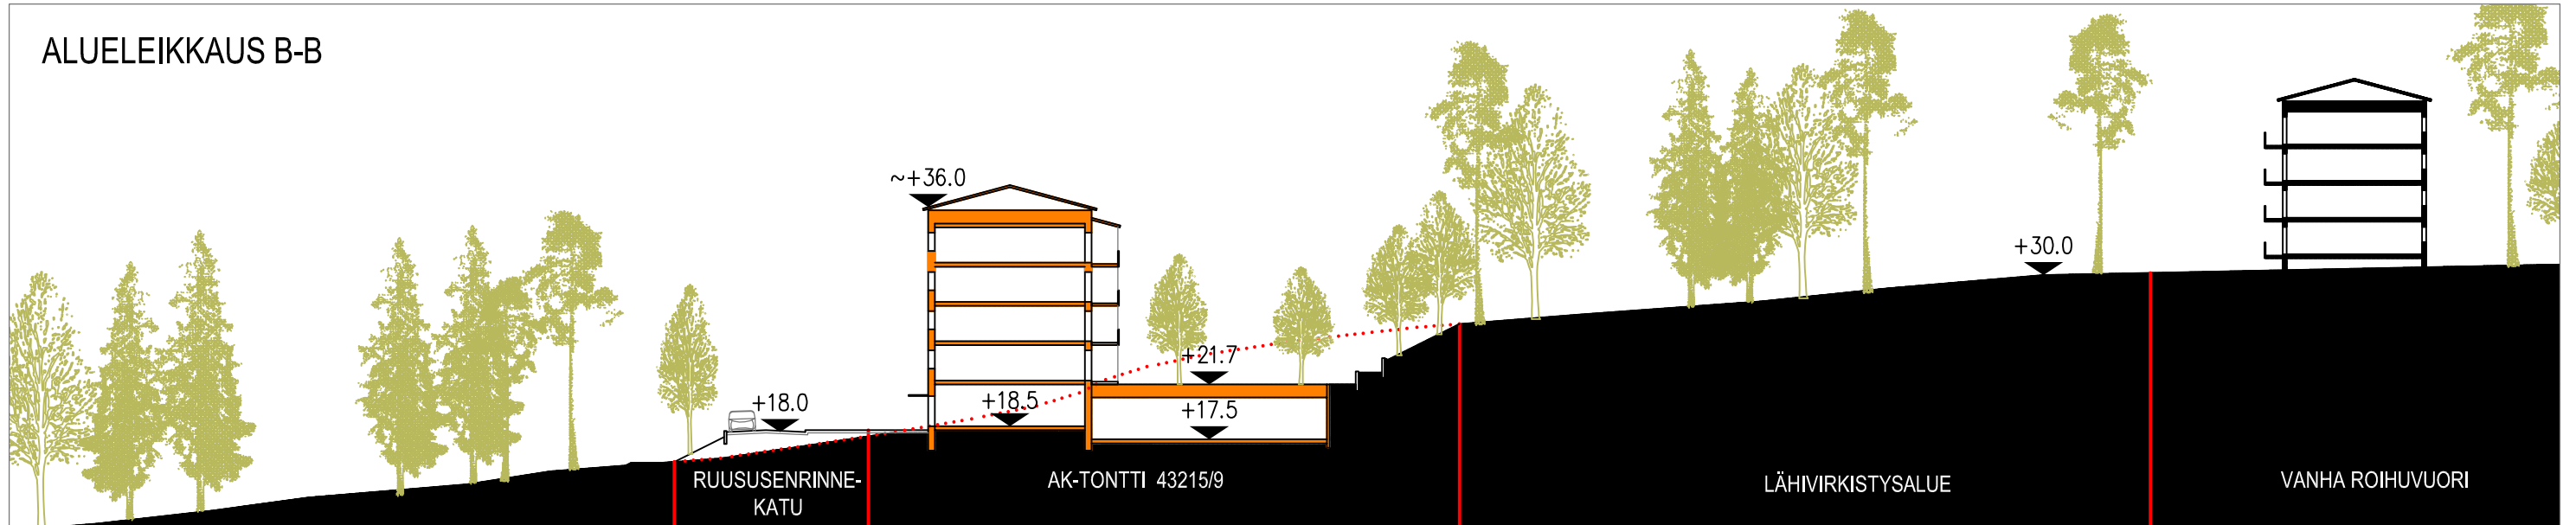 ALUELEIKKAUS B-B
~+36.0
+30.0
+21.7
+18.0
+18.5
+17.5
RUUSUSENRINNE-
KATU
AK-TONTTI 43215/9
LÄHIVIRKISTYSALUE
VANHA ROIHUVUORI